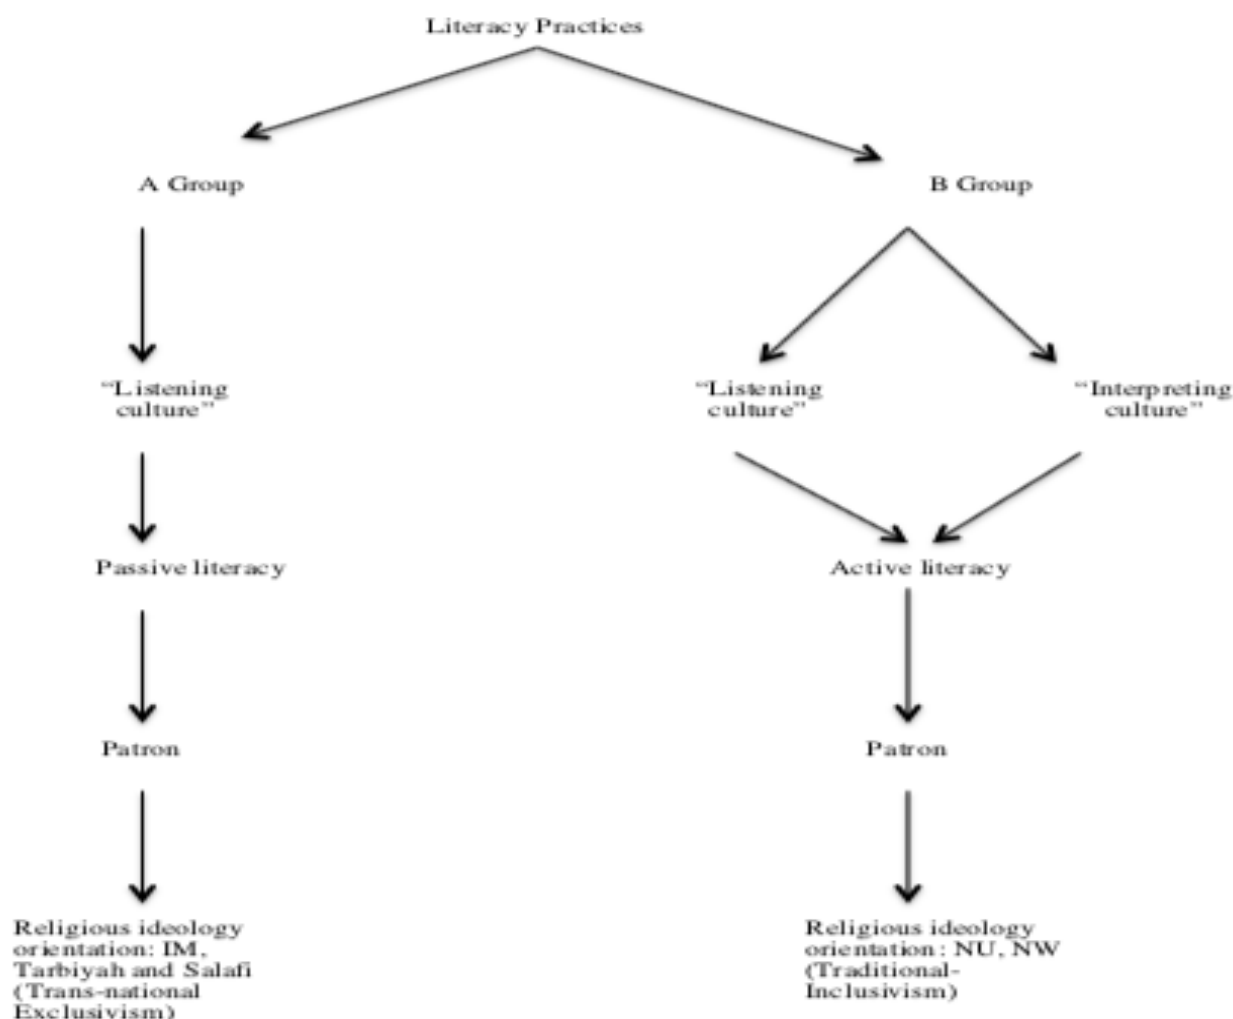 Literacy Practices
A Group
B Group
“Listening
culture”
“Listening
culture”
“Interpreting
culture”
Passive literacy
Active literacy
Patron
Patron
Religious ideology
orientation: IM,
Tarbiyah and Salafi
(Trans-national
Exclusivism)
Religious ideology
orientation: NU, NW
(Traditional-
Inclusivism)